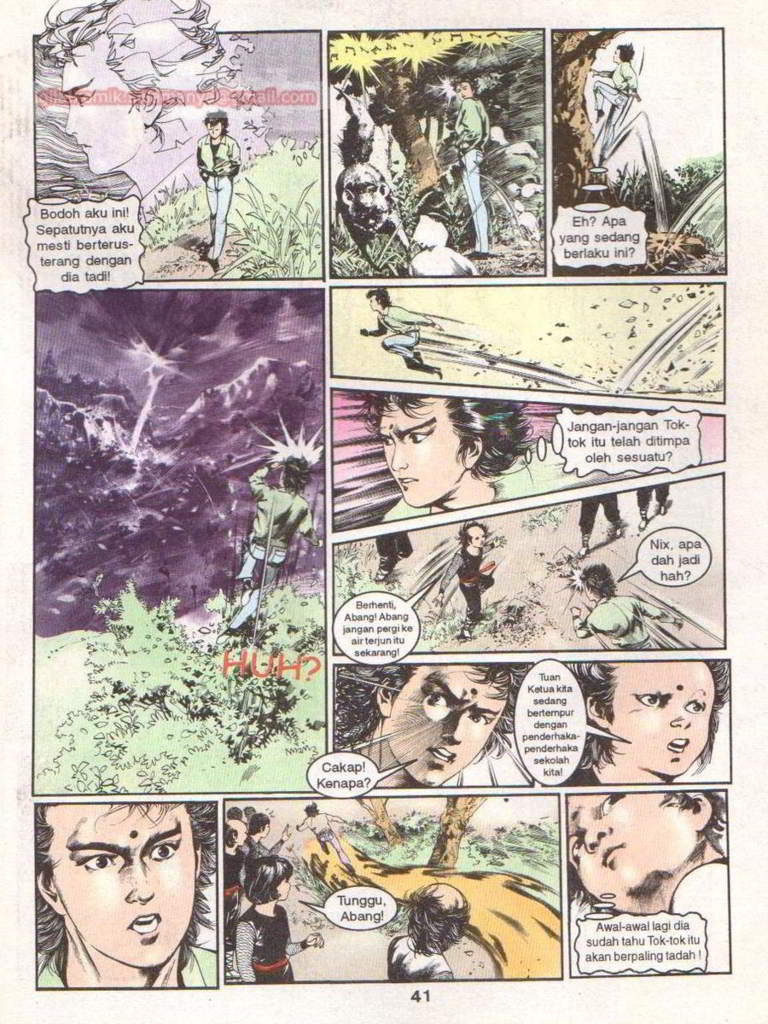 Bodoh aku ini!
Sepatutnya aku
mesti berterus-
terang dengan
dia tadi!
Eh? Apa
yang sedang
berlaku ini?
HUH?
Jangan-jangan Tok-
tok itu telah ditimpa
oleh sesuatu?
Nix, apa
dah jadi
hah?
Berhenti,
Abang! Abang
jangan pergi ke
air terjun itu
sekarang!
Cakap!
Kenapa?
Tuan
Ketua kita
sedang
bertempur
dengan
penderhaka-
penderhaka
sekolah
kita!
Tunggu,
Abang!
Awal-awal lagi dia
sudah tahu Tok-tok itu
akan berpaling tadah !
41